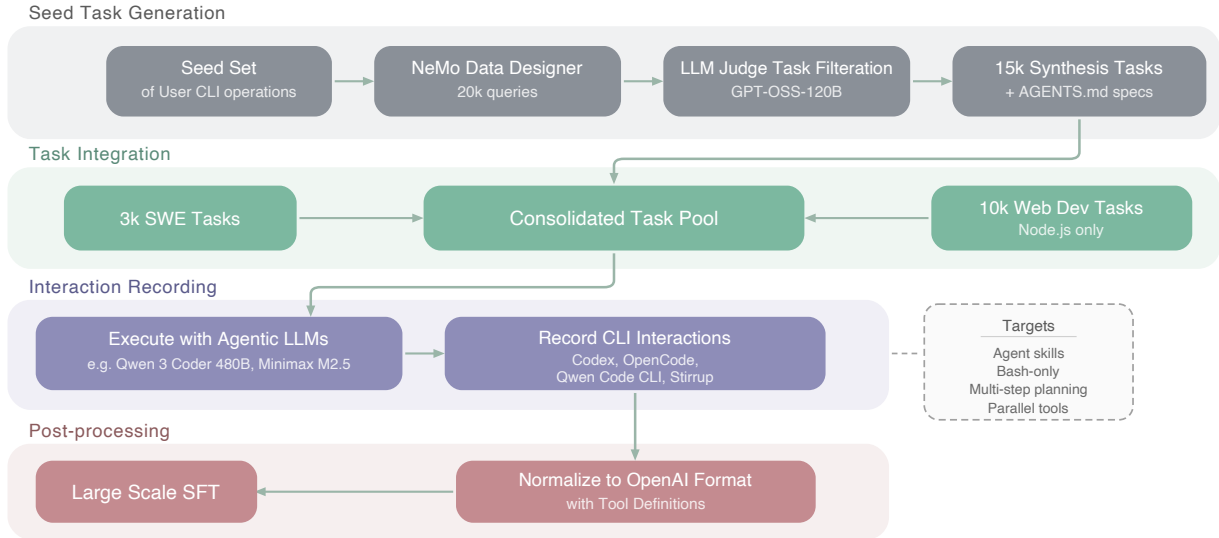 Seed Task Generation
Seed Set
of User CLI operations
NeMo Data Designer
20k queries
LLM Judge Task Filteration
GPT-OSS-120B
15k Synthesis Tasks
+ AGENTS.md specs
Task Integration
3k SWE Tasks
Consolidated Task Pool
10k Web Dev Tasks
Node.js only
Interaction Recording
Execute with Agentic LLMs
e.g. Qwen 3 Coder 480B, Minimax M2.5
Record CLI Interactions
Codex, OpenCode,
Qwen Code CLI, Stirrup
Targets
Agent skills
Bash-only
Multi-step planning
Parallel tools
Post-processing
Large Scale SFT
Normalize to OpenAI Format
with Tool Definitions